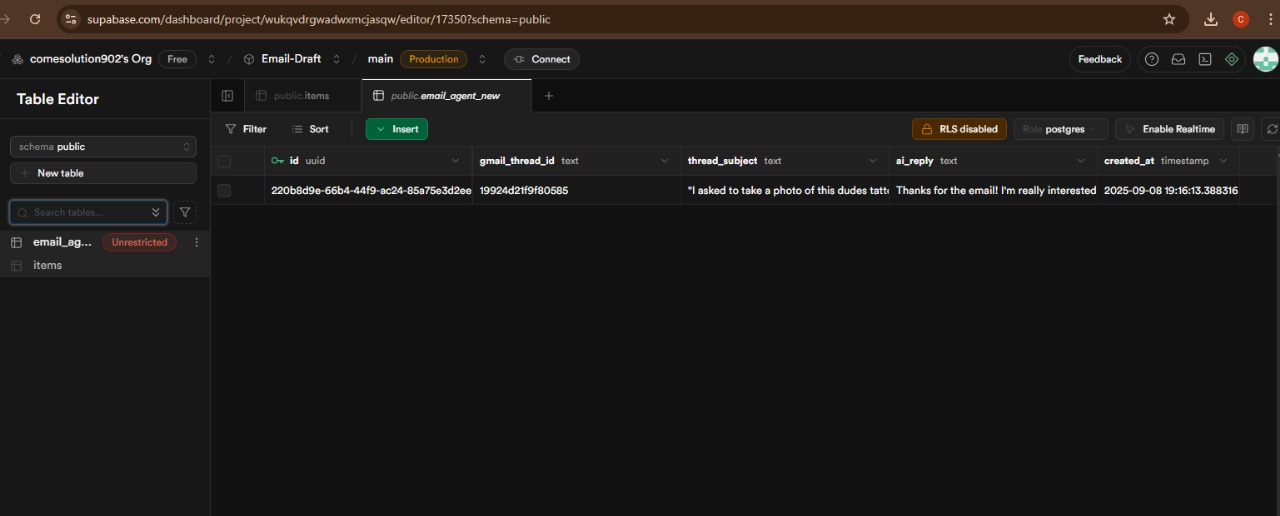 supabase.com/dashboard/project/wukqvdrgwadwxmcjasqw/editor/17350?schema=public
C
comesolution902's Org Free / Email-Draft / main Production Connect Feedback
Table Editor public.items public.email_agent_new
Filter Sort Insert RLS disabled Role postgres Enable Realtime
schema public
New table
Search tables...
id uuid gmail_thread_id text thread_subject text ai_reply text created_at timestamp
220b8d9e-66b4-44f9-ac24-85a75e3d2ee 19924d21f9f80585 "I asked to take a photo of this dudes tatt Thanks for the email! I'm really interested 2025-09-08 19:16:13.388316
email_ag... Unrestricted
items